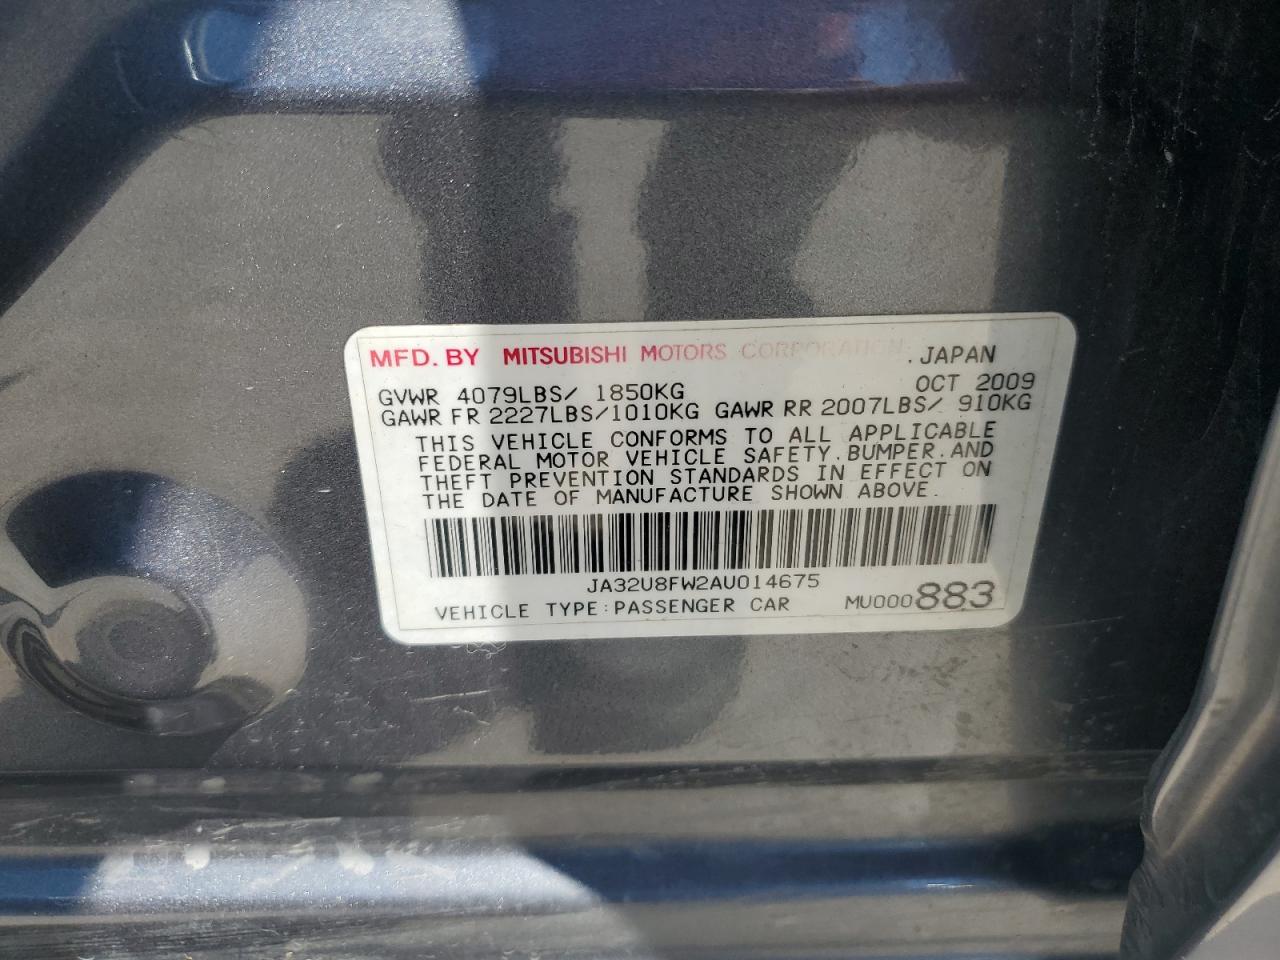 MFD. BY MITSUBISHI MOTORS CORPORATION. JAPAN
GVWR 4079LBS/ 1850KG OCT 2009
GAWR FR 2227LBS/1010KG GAWR RR 2007LBS/ 910KG
THIS VEHICLE CONFORMS TO ALL APPLICABLE
FEDERAL MOTOR VEHICLE SAFETY.BUMPER.AND
THEFT PREVENTION STANDARDS IN EFFECT ON
THE DATE OF MANUFACTURE SHOWN ABOVE.
JA32U8FW2AU014675
VEHICLE TYPE:PASSENGER CAR MU000883